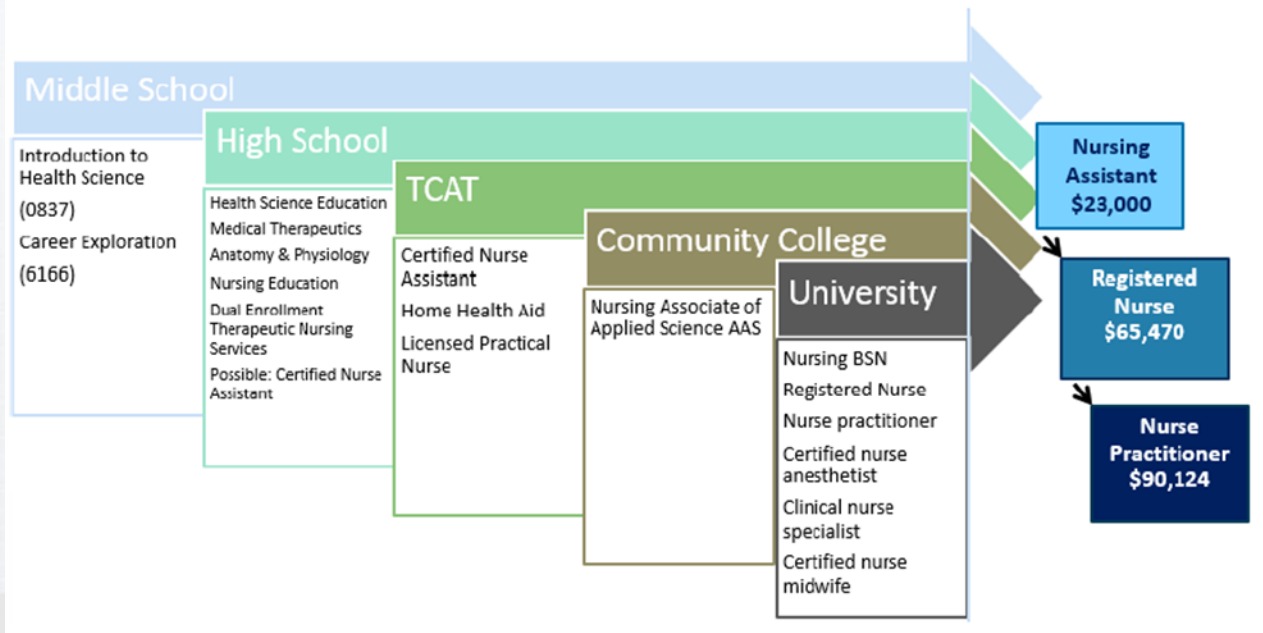 Middle School
Introduction to
Health Science
(0837)
Career Exploration
(6166)
High School
Health Science Education
Medical Therapeutics
Anatomy & Physiology
Nursing Education
Dual Enrollment
Therapeutic Nursing
Services
Possible: Certified Nurse
Assistant
TCAT
Certified Nurse
Assistant
Home Health Aid
Licensed Practical
Nurse
Community College
Nursing Associate of
Applied Science AAS
University
Nursing BSN
Registered Nurse
Nurse practitioner
Certified nurse
anesthetist
Clinical nurse
specialist
Certified nurse
midwife
Nursing
Assistant
$23,000
Registered
Nurse
$65,470
Nurse
Practitioner
$90,124